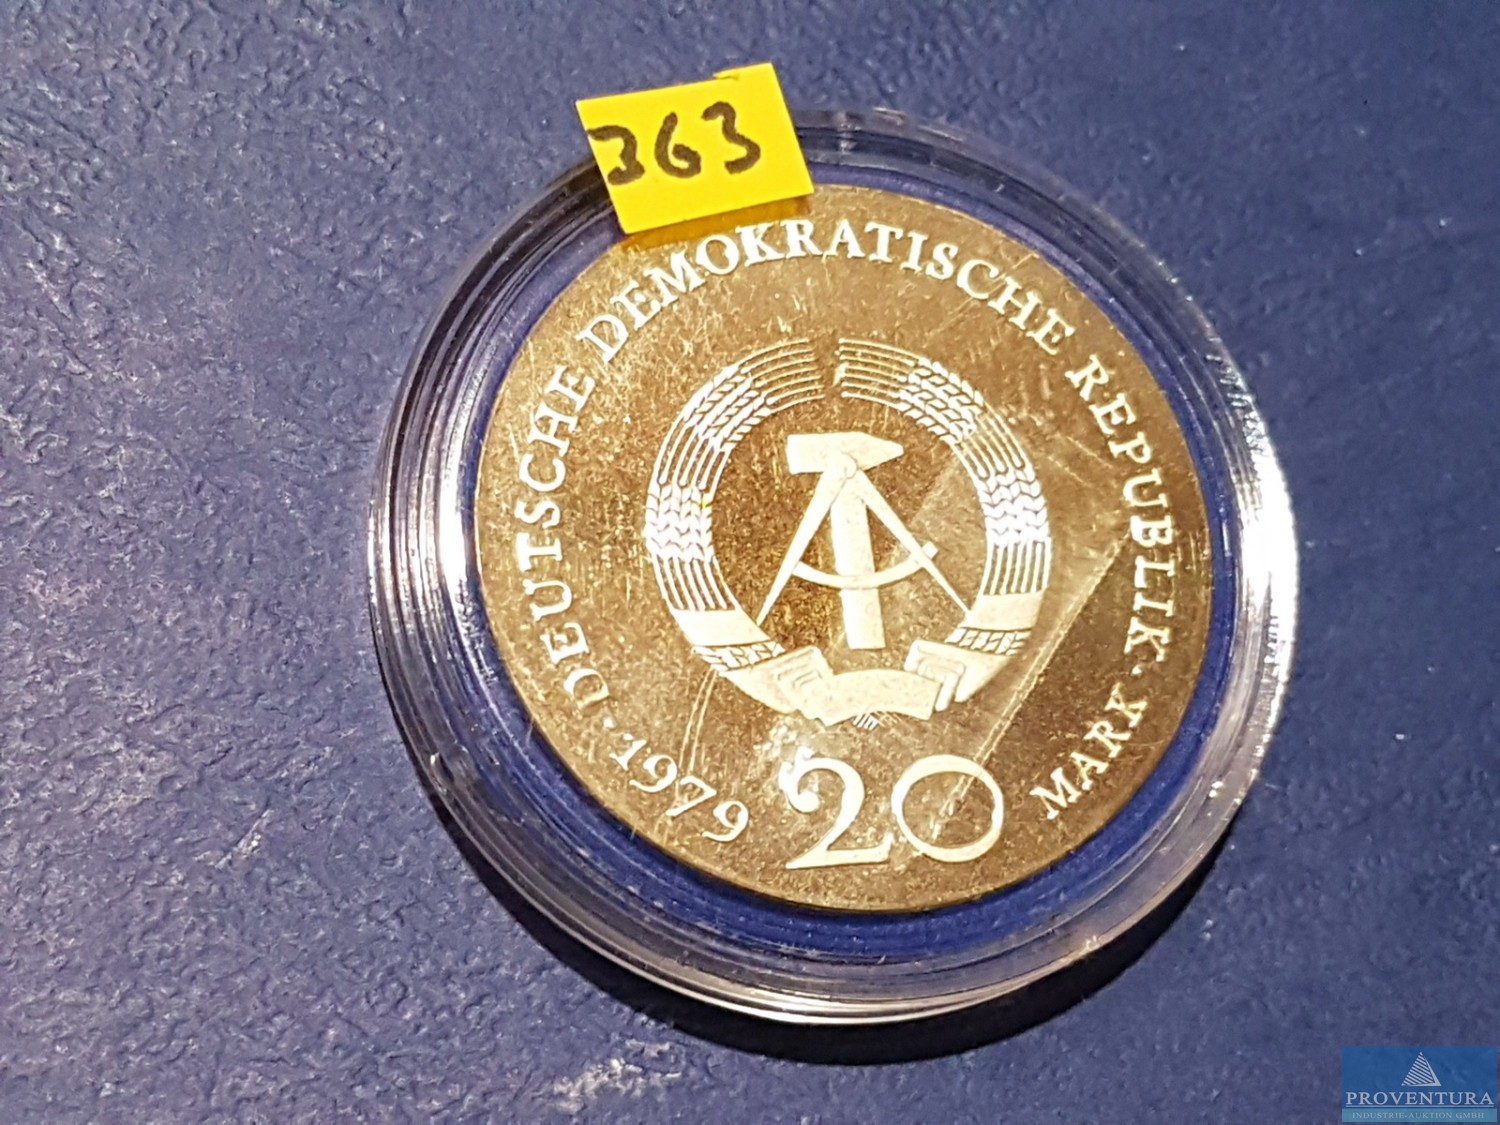 363
· DEUTSCHE DEMOKRATISCHE REPUBLIK ·
1979
20
MARK
PROVENTURA
INDUSTRIE-AUKTION GMBH